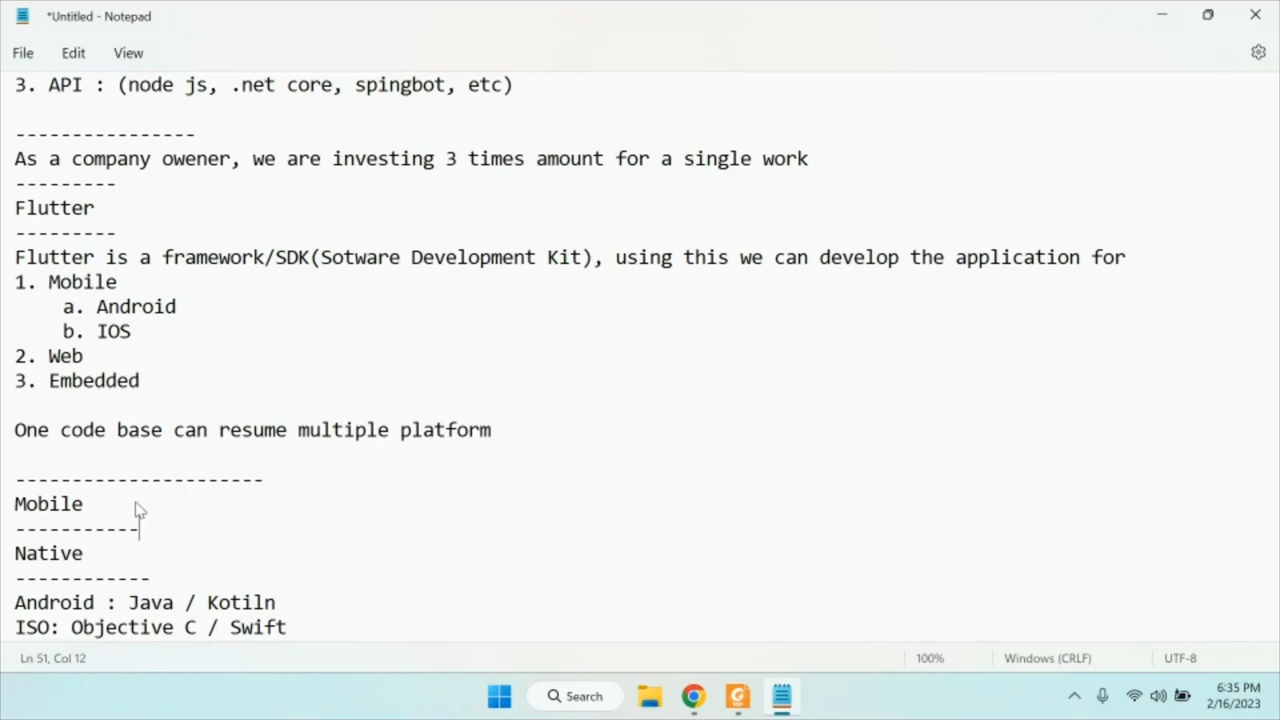 *Untitled - Notepad
File Edit View
3. API : (node js, .net core, spingbot, etc)
----------------
As a company owener, we are investing 3 times amount for a single work
---------
Flutter
---------
Flutter is a framework/SDK(Sotware Development Kit), using this we can develop the application for
1. Mobile
a. Android
b. IOS
2. Web
3. Embedded
One code base can resume multiple platform
----------------------
Mobile
-----------
Native
------------
Android : Java / Kotiln
ISO: Objective C / Swift
Ln 51, Col 12 100% Windows (CRLF) UTF-8
Search
6:35 PM
2/16/2023